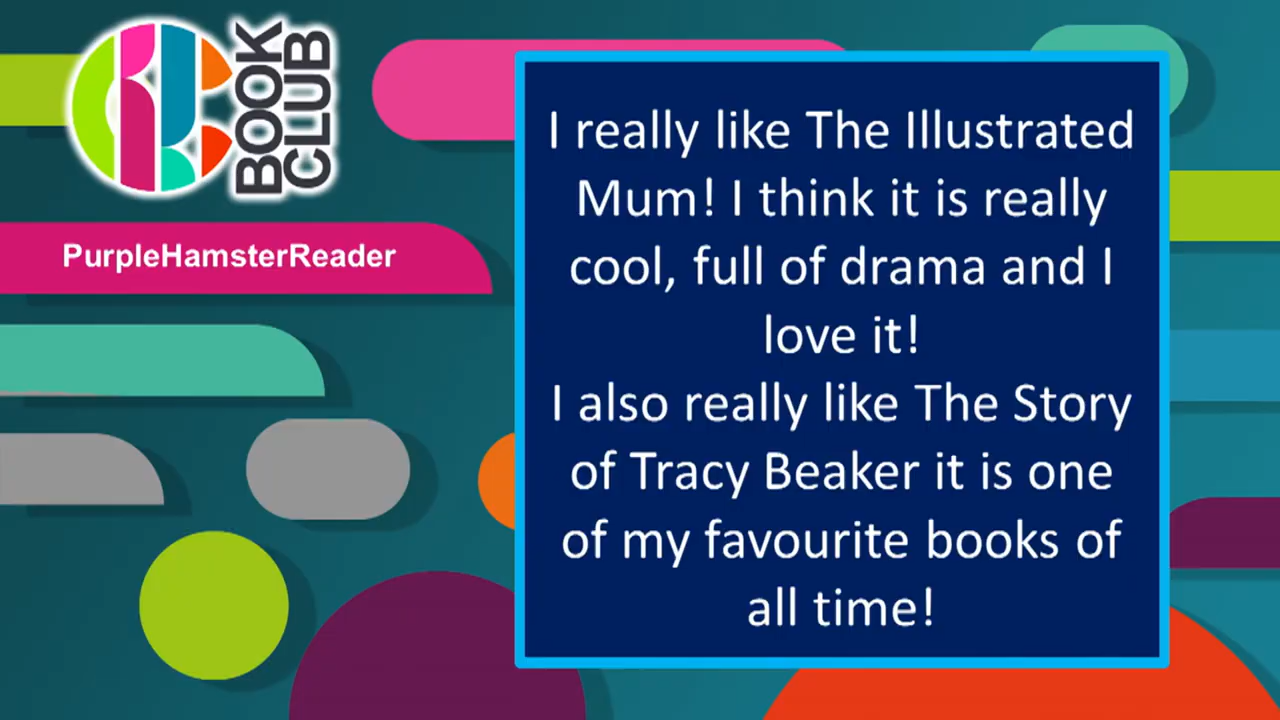 BOOK
CLUB
PurpleHamsterReader
I really like The Illustrated
Mum! I think it is really
cool, full of drama and I
love it!
I also really like The Story
of Tracy Beaker it is one
of my favourite books of
all time!